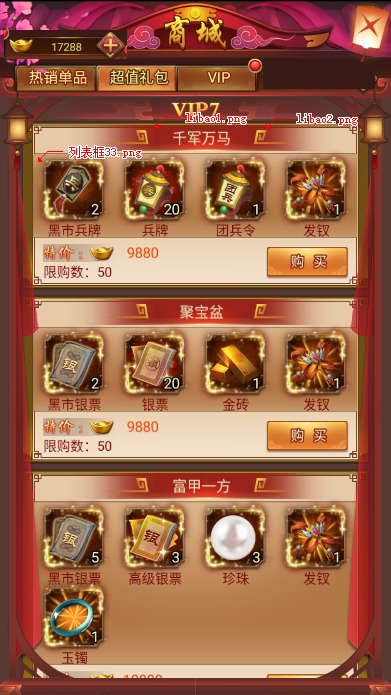 商城
17288
热销单品 超值礼包 VIP
VIP7
libao1.png libao2.png
千军万马
列表框33.png
2 20 1 1
黑市兵牌 兵牌 团兵令 发钗
特价 9880
限购数：50
购买
聚宝盆
2 20 1 1
黑市银票 银票 金砖 发钗
特价 9880
限购数：50
购买
富甲一方
5 3 3 1
黑市银票 高级银票 珍珠 发钗
1
玉镯